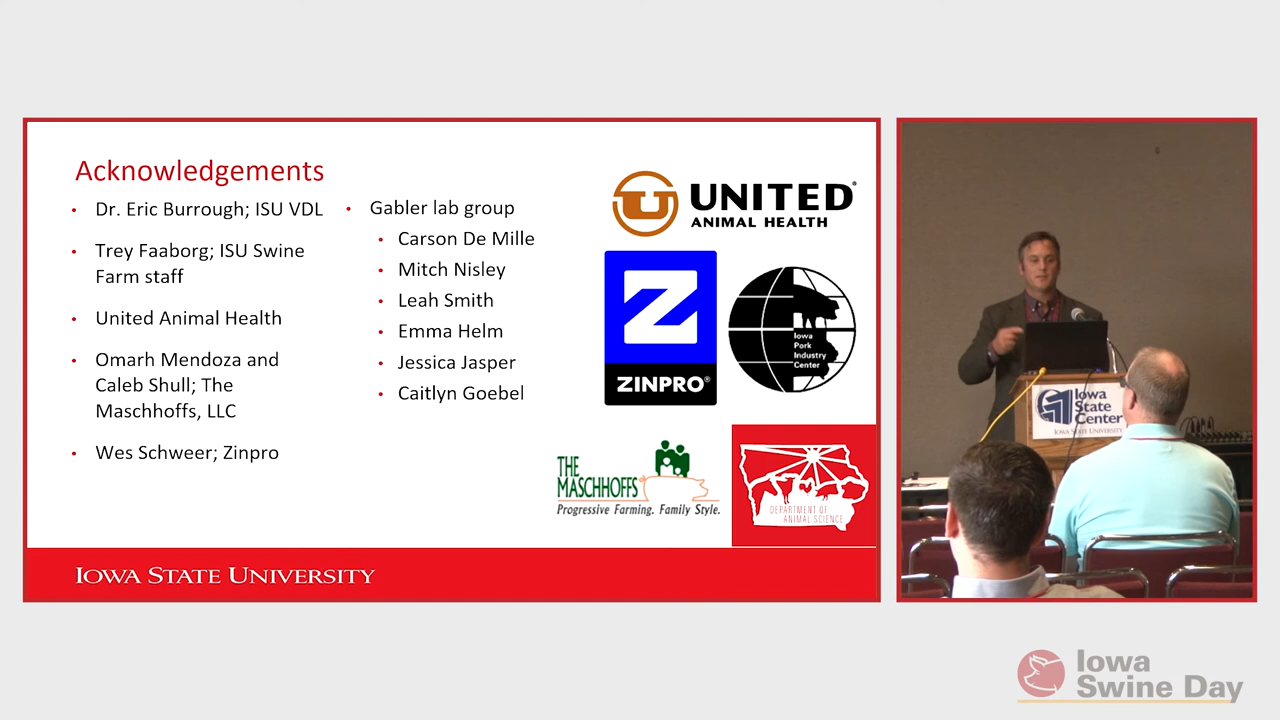 Acknowledgements
Dr. Eric Burrough; ISU VDL
Trey Faaborg; ISU Swine
Farm staff
United Animal Health
Omarh Mendoza and
Caleb Shull; The
Maschhoffs, LLC
Wes Schweer; Zinpro
Gabler lab group
Carson De Mille
Mitch Nisley
Leah Smith
Emma Helm
Jessica Jasper
Caitlyn Goebel
U UNITED®
ANIMAL HEALTH
Z
ZINPRO®
Iowa
Pork
Industry
Center
THE
MASCHHOFFS
Progressive Farming. Family Style.
DEPARTMENT OF
ANIMAL SCIENCE
IOWA STATE UNIVERSITY
Iowa
State
Center
IOWA STATE UNIVERSITY
Iowa
Swine Day